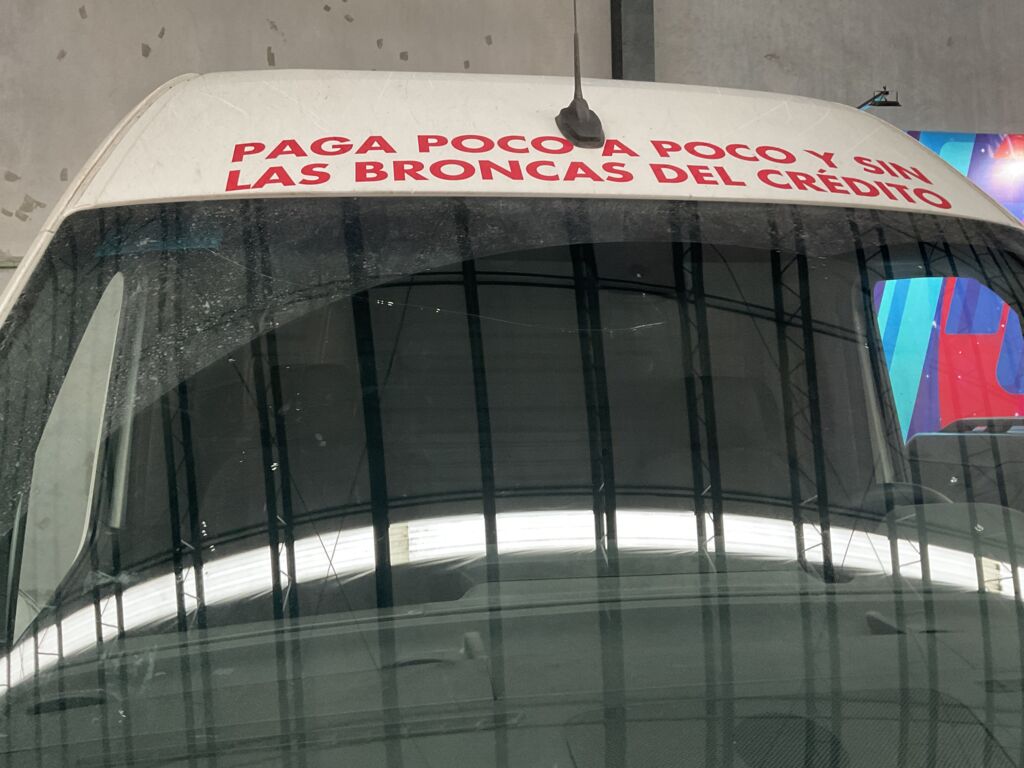 PAGA POCO A POCO Y SIN
LAS BRONCAS DEL CRÉDITO